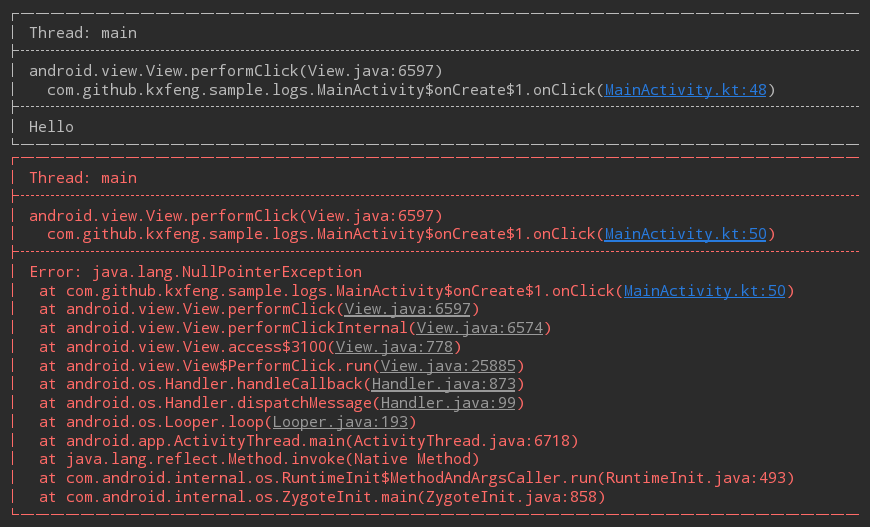 Thread: main
android.view.View.performClick(View.java:6597)
com.github.kxfeng.sample.logs.MainActivity$onCreate$1.onClick(MainActivity.kt:48)
Hello
Thread: main
android.view.View.performClick(View.java:6597)
com.github.kxfeng.sample.logs.MainActivity$onCreate$1.onClick(MainActivity.kt:50)
Error: java.lang.NullPointerException
at com.github.kxfeng.sample.logs.MainActivity$onCreate$1.onClick(MainActivity.kt:50)
at android.view.View.performClick(View.java:6597)
at android.view.View.performClickInternal(View.java:6574)
at android.view.View.access$3100(View.java:778)
at android.view.View$PerformClick.run(View.java:25885)
at android.os.Handler.handleCallback(Handler.java:873)
at android.os.Handler.dispatchMessage(Handler.java:99)
at android.os.Looper.loop(Looper.java:193)
at android.app.ActivityThread.main(ActivityThread.java:6718)
at java.lang.reflect.Method.invoke(Native Method)
at com.android.internal.os.RuntimeInit$MethodAndArgsCaller.run(RuntimeInit.java:493)
at com.android.internal.os.ZygoteInit.main(ZygoteInit.java:858)